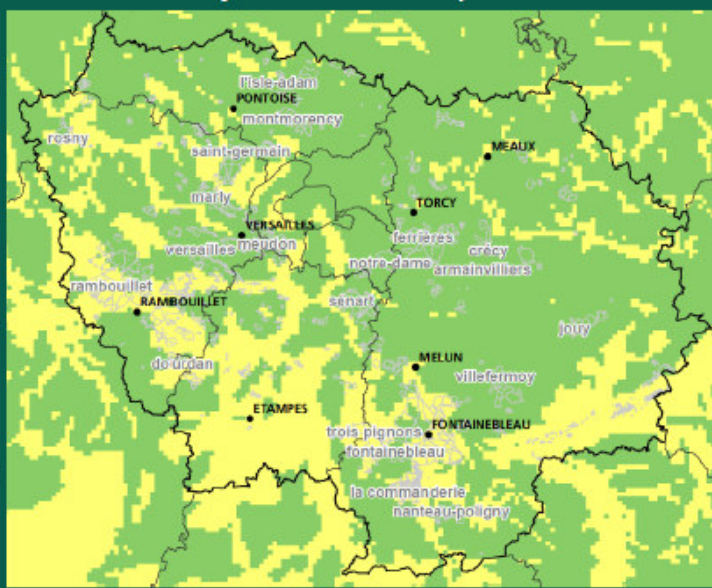 l'isle-adam
PONTOISE
montmorency
rosny
saint-germain
MEAUX
marly
TORCY
VERSAILLES
ferrières
versailles
meudon
crécy
notre-dame
armainvilliers
rambouillet
RAMBOUILLET
sénart
jouy
dourdan
MELUN
villefermoy
ETAMPES
trois pignons
FONTAINEBLEAU
fontainebleau
la commanderie
nanteau-poligny